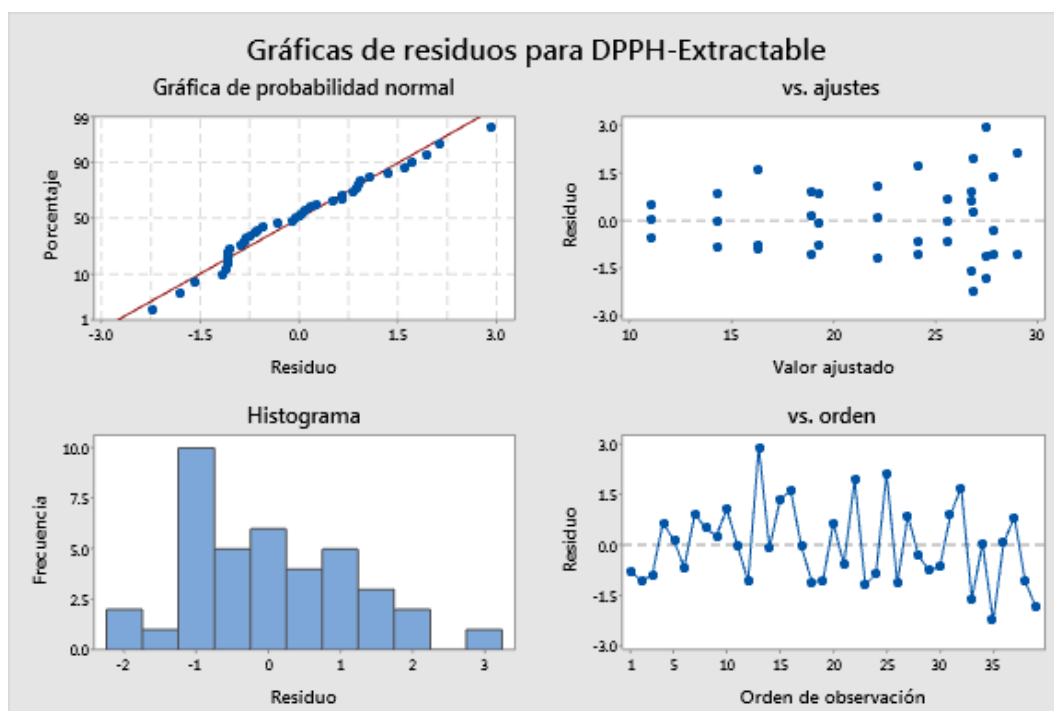 Gráficas de residuos para DPPH-Extractable
Gráfica de probabilidad normal
99
90
50
10
1
Porcentaje
-3.0 -1.5 0.0 1.5 3.0
Residuo
vs. ajustes
3.0
1.5
0.0
-1.5
-3.0
Residuo
10 15 20 25 30
Valor ajustado
Histograma
10.0
7.5
5.0
2.5
0.0
Frecuencia
-2 -1 0 1 2 3
Residuo
vs. orden
3.0
1.5
0.0
-1.5
-3.0
Residuo
1 5 10 15 20 25 30 35
Orden de observación